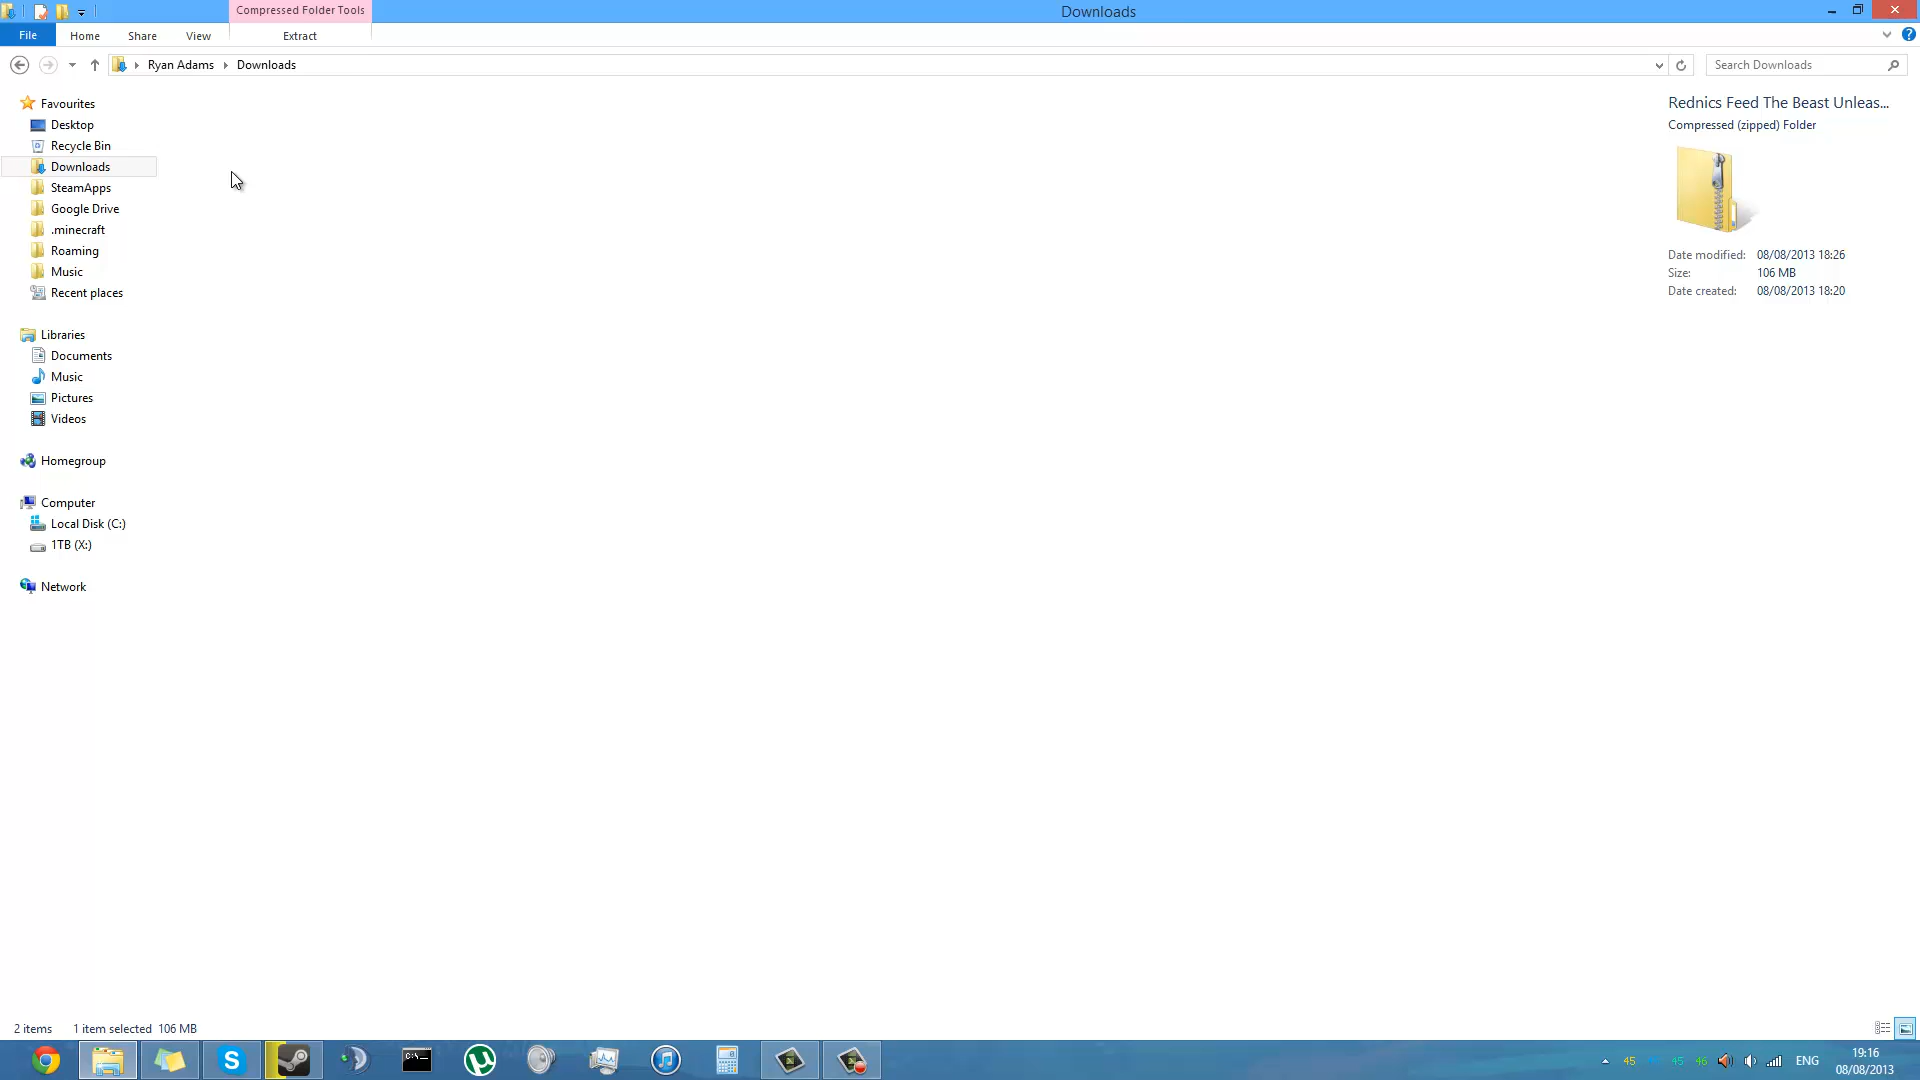 Compressed Folder Tools
Downloads
File
Home
Share
View
Extract
Ryan Adams
Downloads
Search Downloads
Favourites
Desktop
Recycle Bin
Downloads
SteamApps
Google Drive
.minecraft
Roaming
Music
Recent places
Libraries
Documents
Music
Pictures
Videos
Homegroup
Computer
Local Disk (C:)
1TB (X:)
Network
Rednics Feed The Beast Unleas...
Compressed (zipped) Folder
Date modified: 08/08/2013 18:26
Size: 106 MB
Date created: 08/08/2013 18:20
2 items 1 item selected 106 MB
45 45 46 ENG
19:16
08/08/2013